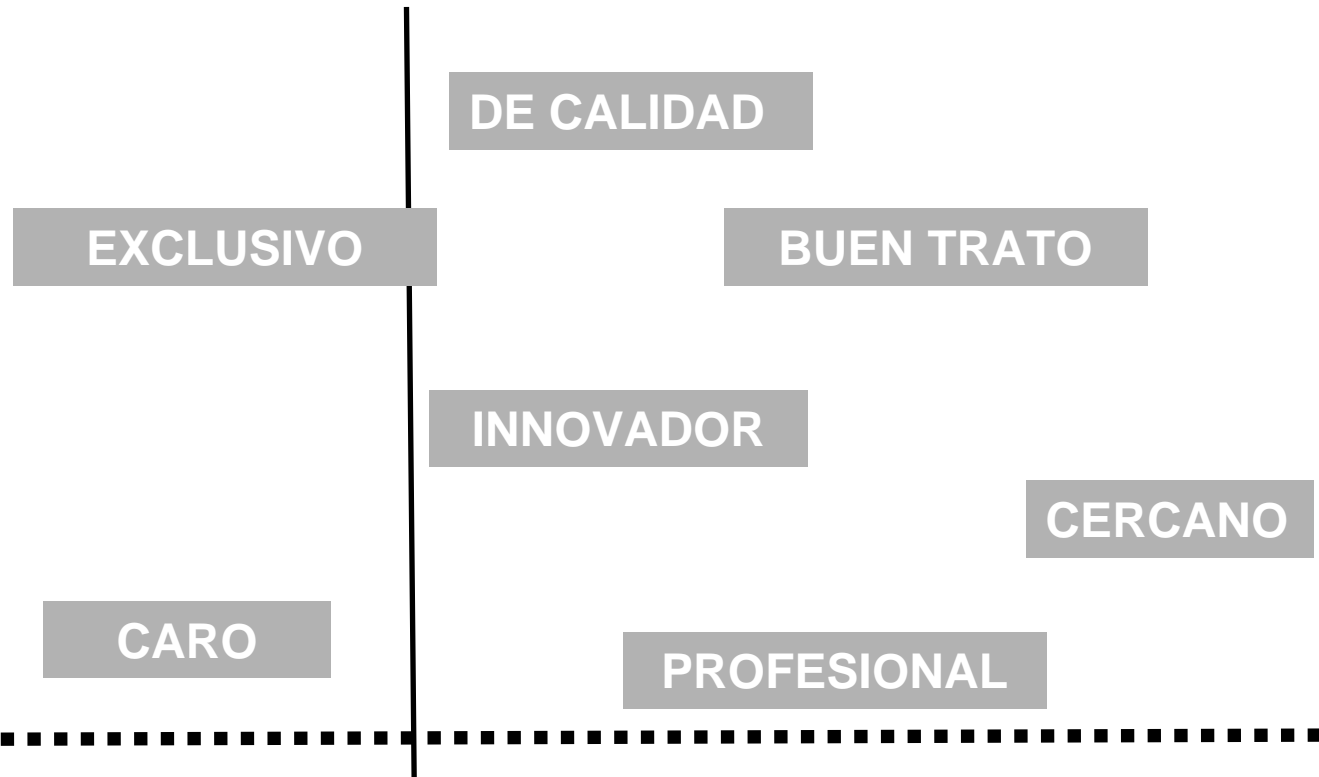 DE CALIDAD
EXCLUSIVO
BUEN TRATO
INNOVADOR
CERCANO
CARO
PROFESIONAL